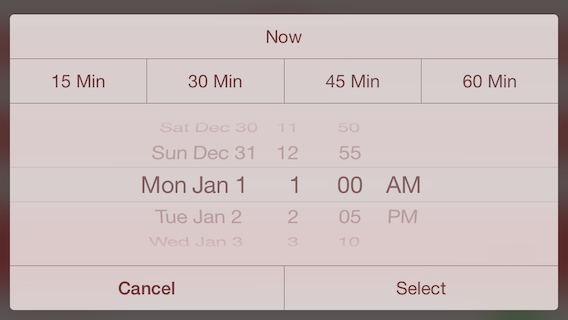 Now
15 Min 30 Min 45 Min 60 Min
Sat Dec 30 11 50
Sun Dec 31 12 55
Mon Jan 1 1 00 AM
Tue Jan 2 2 05 PM
Wed Jan 3 3 10
Cancel Select